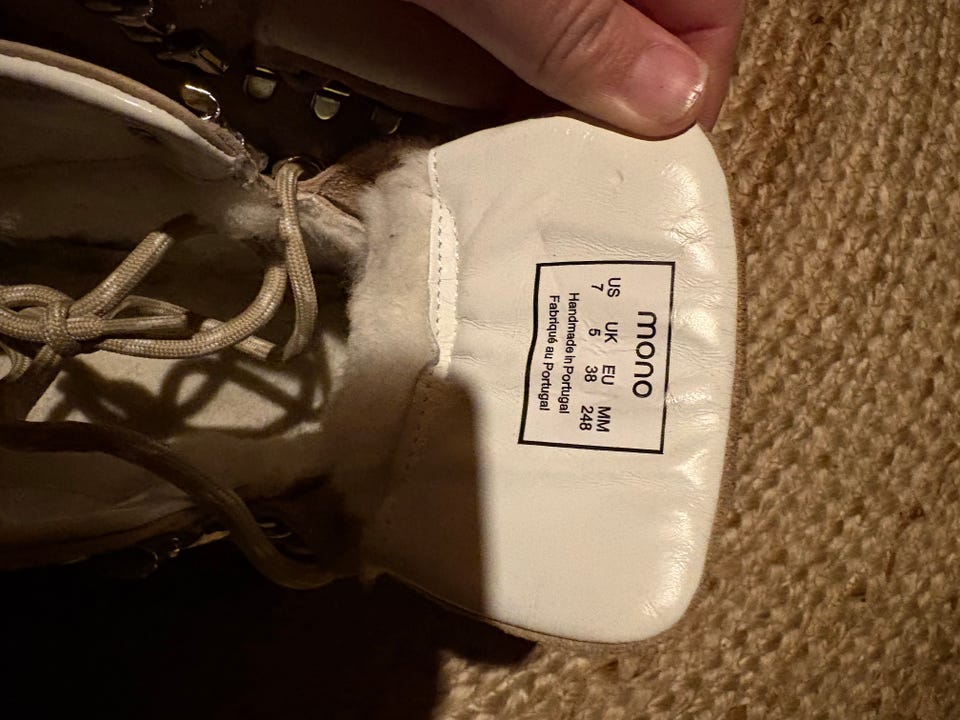 mono
US UK EU MM
7 5 38 248
Handmade in Portugal
Fabriqué au Portugal